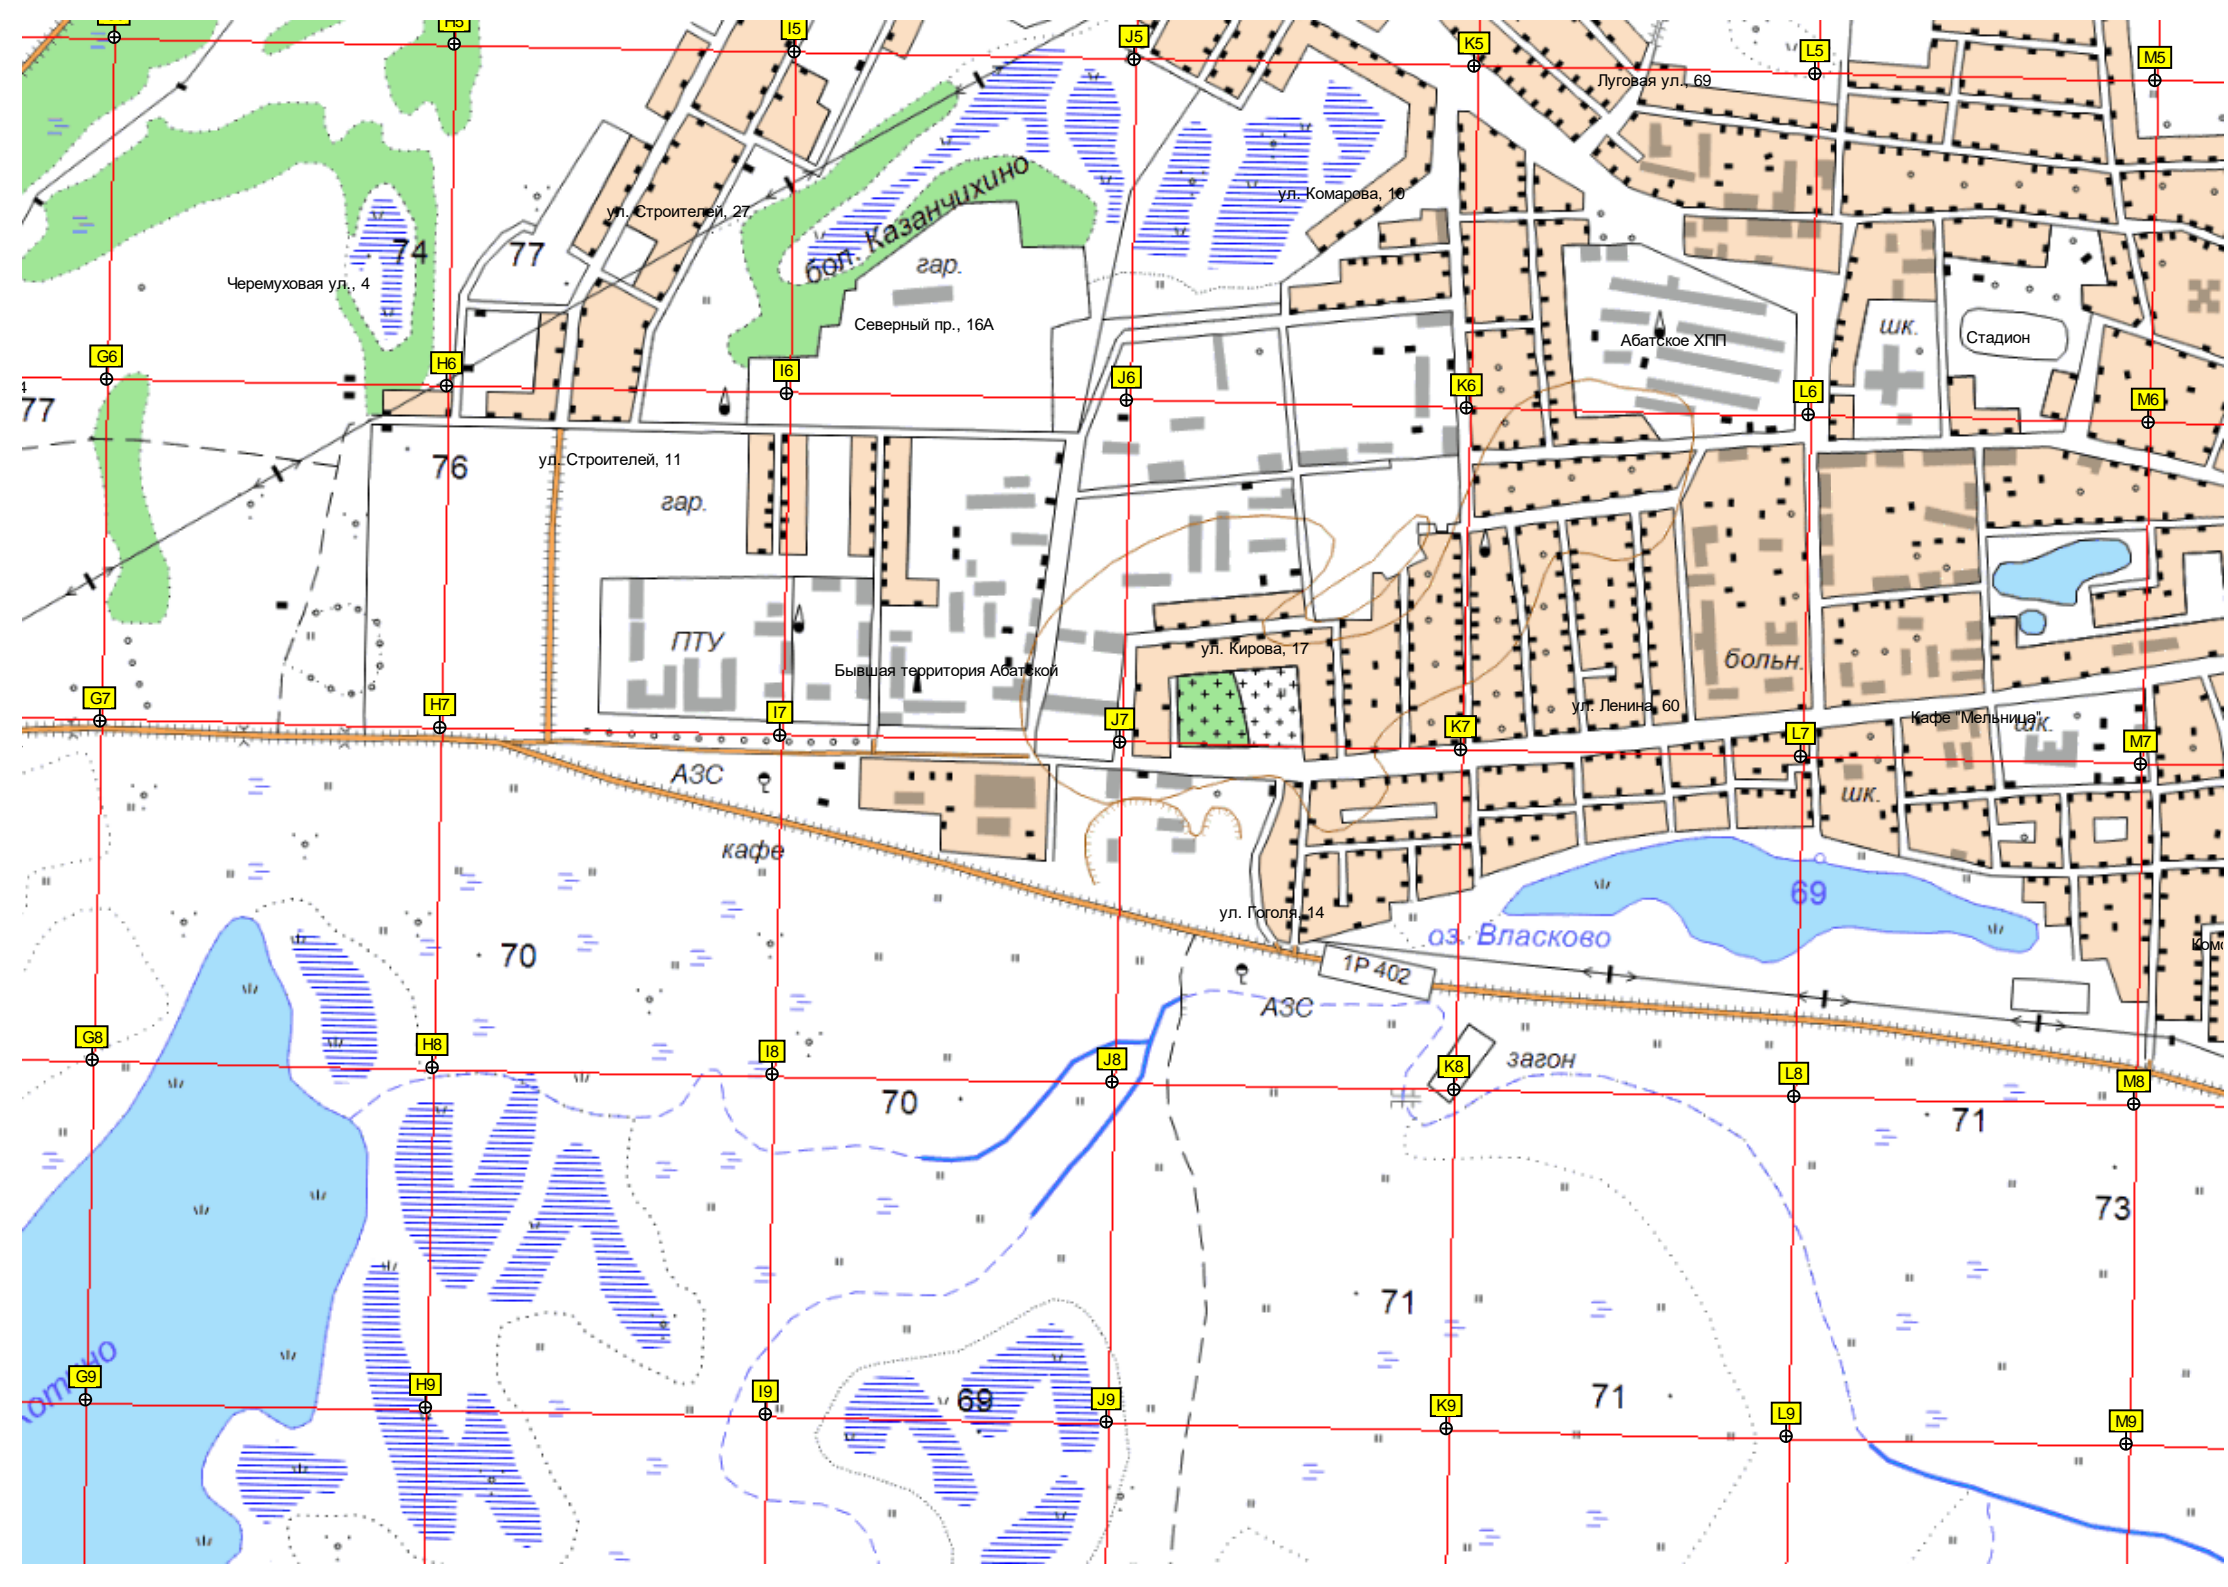 H5
I5
J5
K5
L5
M5
Луговая ул., 69
бол. Казанчихино
ул. Комарова, 10
ул. Строителей, 27
74
77
гар.
Черемуховая ул., 4
Северный пр., 16А
шк.
Стадион
Абатское ХПП
G6
H6
I6
J6
K6
L6
M6
77
76
ул. Строителей, 11
гар.
ПТУ
ул. Кирова, 17
больн.
Бывшая территория Абатской
ул. Ленина, 60
Кафе "Мельница"
шк.
G7
H7
I7
J7
K7
L7
M7
АЗС
шк.
кафе
69
ул. Гоголя, 14
оз. Власково
70
1Р 402
АЗС
загон
G8
H8
I8
J8
K8
L8
M8
70
71
73
71
G9
H9
I9
J9
K9
L9
M9
69
71